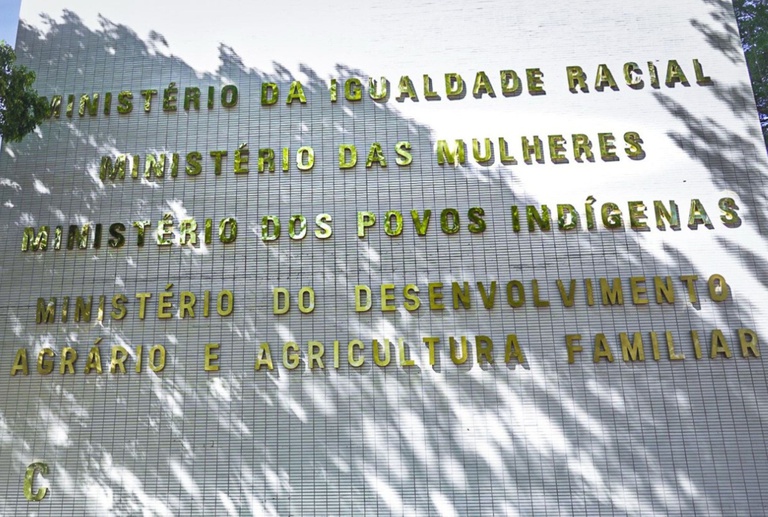 MINISTÉRIO DA IGUALDADE RACIAL
MINISTÉRIO DAS MULHERES
MINISTÉRIO DOS POVOS INDÍGENAS
MINISTÉRIO DO DESENVOLVIMENTO
AGRÁRIO E AGRICULTURA FAMILIAR
C